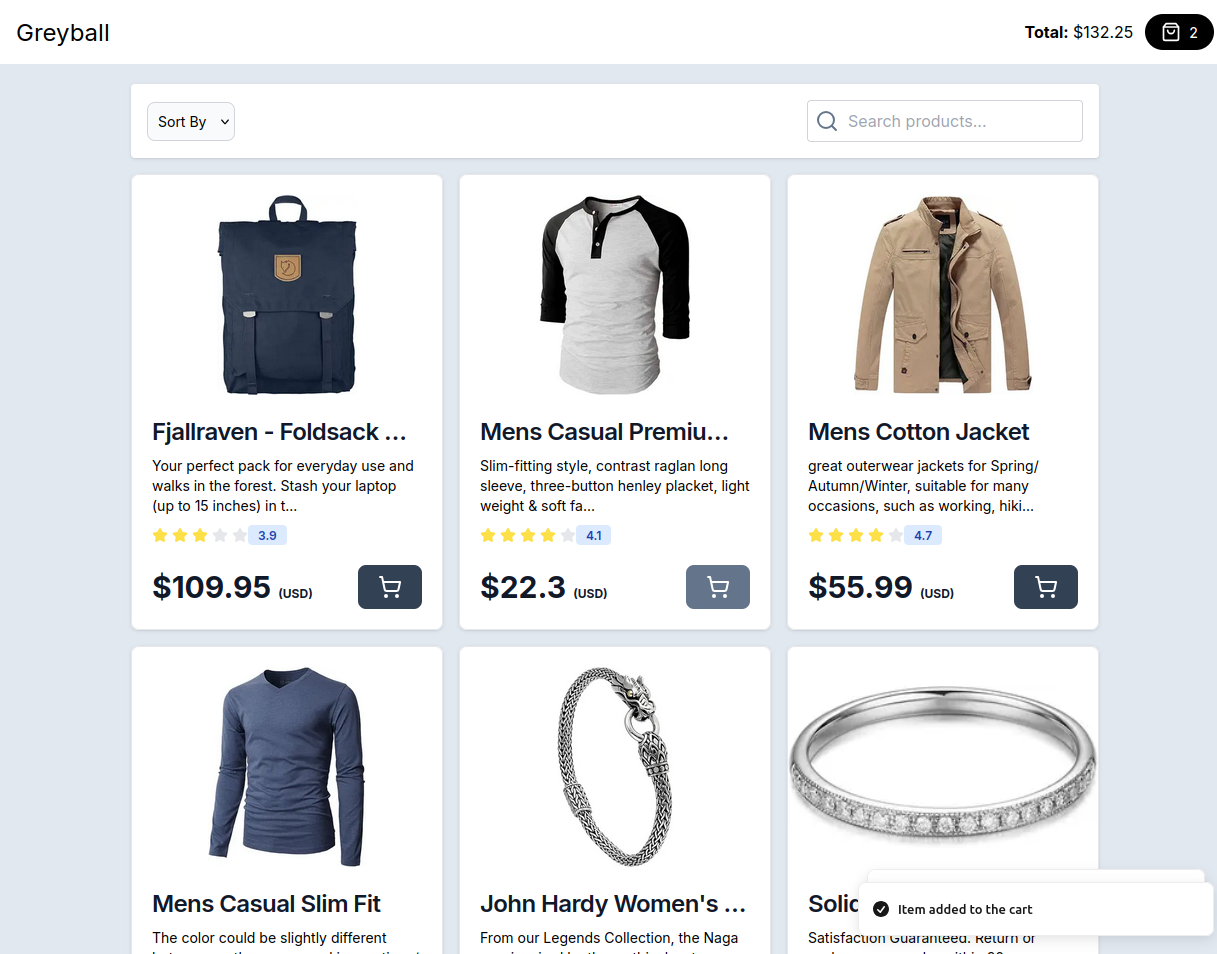 Greyball
Total: $132.25
2
Sort By
Search products...
Fjallraven - Foldsack ...
Your perfect pack for everyday use and
walks in the forest. Stash your laptop
(up to 15 inches) in t...
3.9
$109.95 (USD)
Mens Casual Premiu...
Slim-fitting style, contrast raglan long
sleeve, three-button henley placket, light
weight & soft fa...
4.1
$22.3 (USD)
Mens Cotton Jacket
great outerwear jackets for Spring/
Autumn/Winter, suitable for many
occasions, such as working, hiki...
4.7
$55.99 (USD)
Mens Casual Slim Fit
The color could be slightly different
John Hardy Women's ...
From our Legends Collection, the Naga
Satisfaction Guaranteed. Return or
Item added to the cart